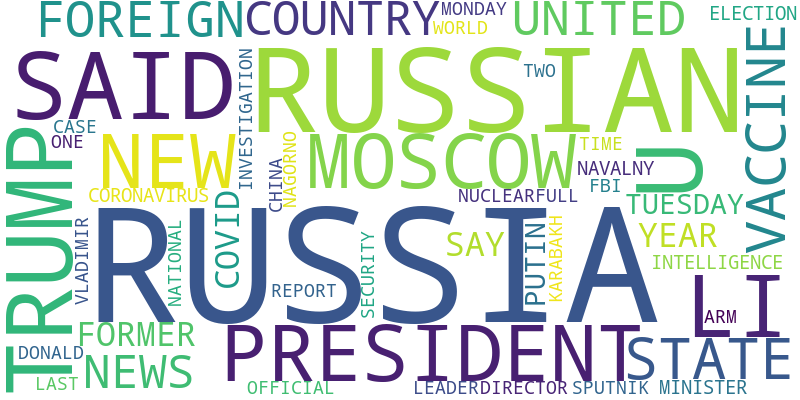 FOREIGN
COUNTRY
MONDAY
WORLD
UNITED
ELECTION
SAID
RUSSIAN
TWO
VACCINE
CASE
ONE
INVESTIGATION
TRUMP
NEW
CHINA
NAGORNO
MOSCOW
TIME
NAVALNY
FBI
U
CORONAVIRUS
COVID
NUCLEARFULL
TUESDAY
VLADIMIR
RUSSIA
NATIONAL
SAY
PUTIN
KARABAKH
YEAR
INTELLIGENCE
SECURITY
REPORT
LI
ARM
FORMER
PRESIDENT
STATE
DONALD
NEWS
LAST
OFFICIAL
LEADER
DIRECTOR
SPUTNIK
MINISTER